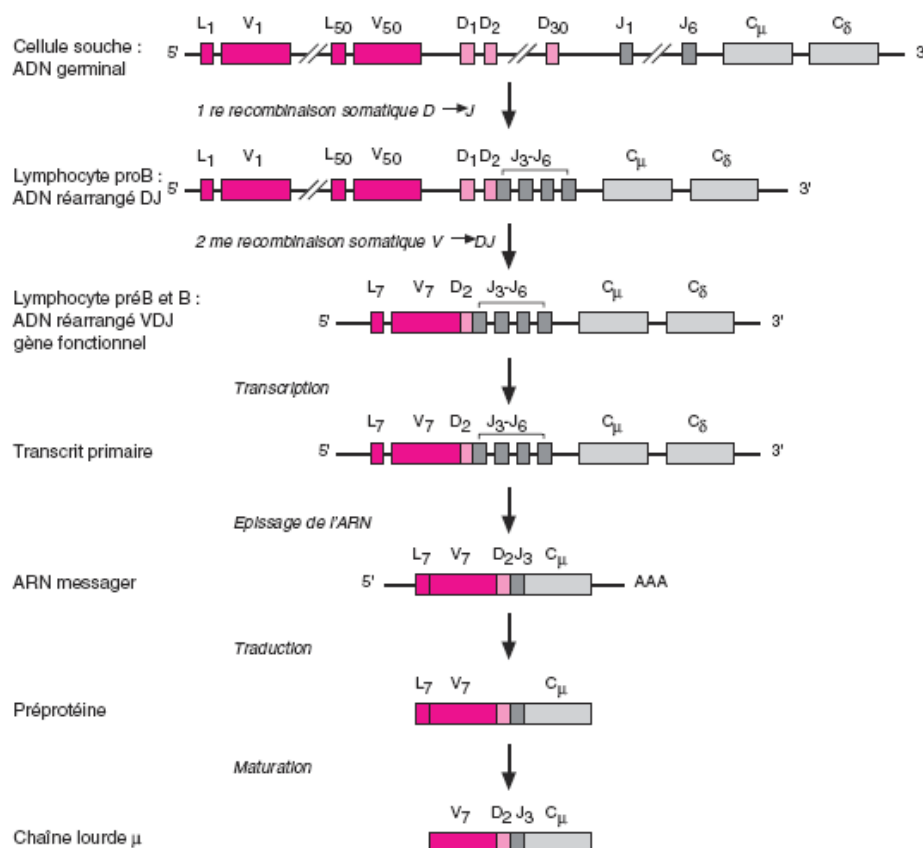 L1 V1 L50 V50 D1 D2 D30 J1 J6 Cμ Cδ
Cellule souche :
ADN germinal
5' 3'
1 re recombinaison somatique D → J
L1 V1 L50 V50 D1 D2 J3-J6 Cμ Cδ
Lymphocyte proB :
ADN réarrangé DJ
5' 3'
2 me recombinaison somatique V → DJ
Lymphocyte préB et B :
ADN réarrangé VDJ
gène fonctionnel
L7 V7 D2 J3-J6 Cμ Cδ
5' 3'
Transcription
L7 V7 D2 J3-J6 Cμ Cδ
Transcrit primaire 5' 3'
Epissage de l'ARN
L7 V7 D2 J3 Cμ
ARN messager 5' AAA
Traduction
L7 V7 Cμ
Préprotéine
Maturation
V7 D2 J3 Cμ
Chaîne lourde μ